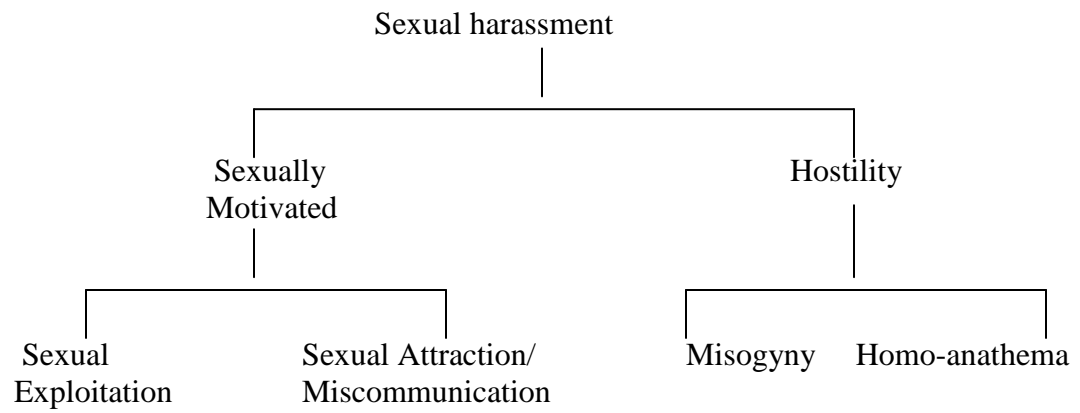 Sexual harassment
Sexually
Motivated
Hostility
Sexual
Exploitation
Sexual Attraction/
Miscommunication
Misogyny
Homo-anathema